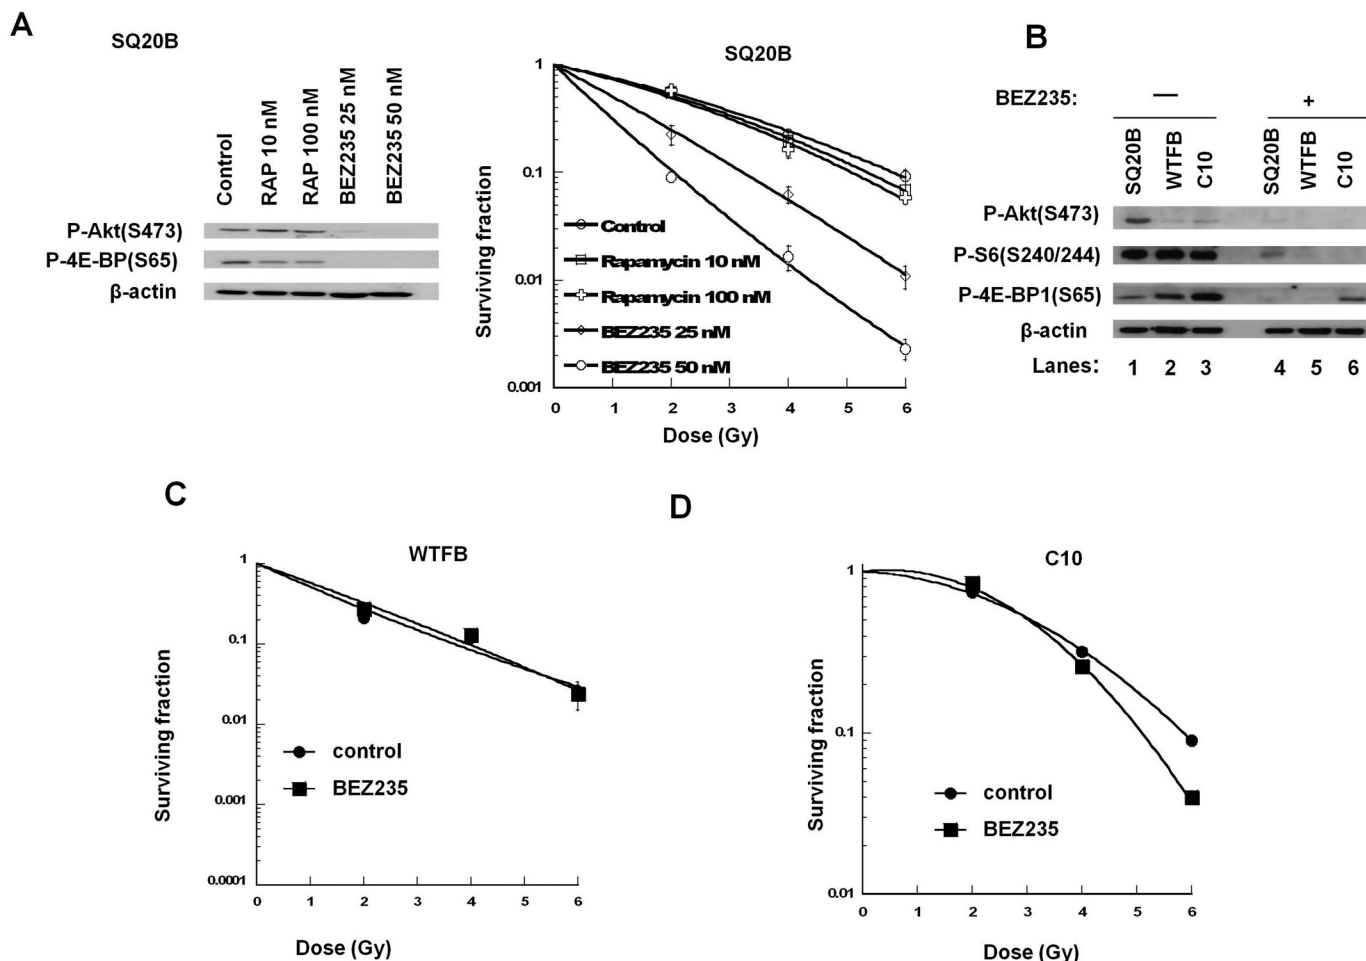 A
SQ20B
Control
RAP 10 nM
RAP 100 nM
BEZ235 25 nM
BEZ235 50 nM
P-Akt(S473)
P-4E-BP(S65)
β-actin
SQ20B
Surviving fraction
1
0.1
0.01
0.001
Control
Rapamycin 10 nM
Rapamycin 100 nM
BEZ235 25 nM
BEZ235 50 nM
0 1 2 3 4 5 6
Dose (Gy)
B
BEZ235: — +
SQ20B WTFB C10 SQ20B WTFB C10
P-Akt(S473)
P-S6(S240/244)
P-4E-BP1(S65)
β-actin
Lanes: 1 2 3 4 5 6
C
WTFB
Surviving fraction
1
0.1
0.01
0.001
0.0001
control
BEZ235
0 1 2 3 4 5 6
Dose (Gy)
D
C10
Surviving fraction
1
0.1
0.01
control
BEZ235
0 1 2 3 4 5 6
Dose (Gy)